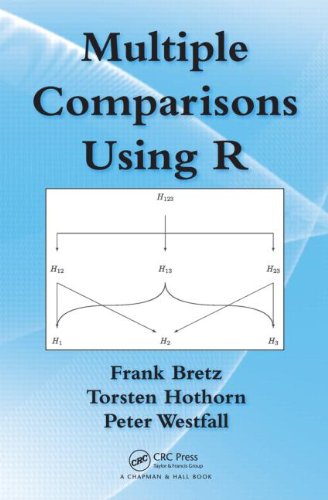 Multiple
Comparisons
Using R
H123
H12 H13 H23
H1 H2 H3
Frank Bretz
Torsten Hothorn
Peter Westfall
CRC CRC Press
Taylor & Francis Group
A CHAPMAN & HALL BOOK